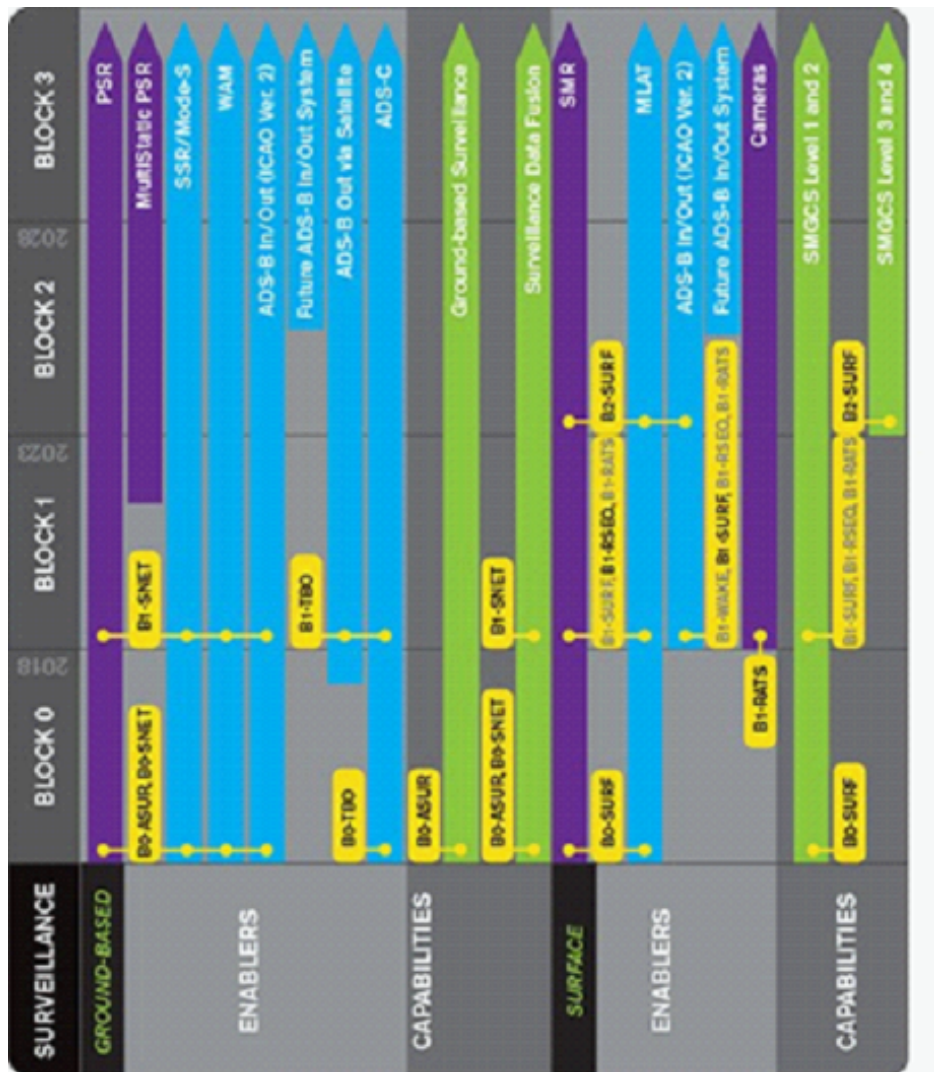 SURVEILLANCE
BLOCK 0
2018
BLOCK 1
2023
BLOCK 2
2028
BLOCK 3
GROUND-BASED
ENABLERS
PSR
B0-ASUR, B0-SNET
B1-SNET
MultiStatic PSR
SSR/Mode-S
WAM
ADS-B In/Out (ICAO Ver. 2)
B1-TBO
Future ADS-B In/Out System
B0-TBO
ADS-B Out via Satellite
ADS-C
CAPABILITIES
B0-ASUR
Ground-based Surveillance
B0-ASUR, B0-SNET
B1-SNET
Surveillance Data Fusion
SURFACE
ENABLERS
SMR
B0-SURF
B1-SURF, B1-RSEQ, B1-RATS
B2-SURF
MLAT
ADS-B In/Out (ICAO Ver. 2)
B1-WAKE, B1-SURF, B1-RSEQ, B1-RATS
Future ADS-B In/Out System
B1-RATS
Cameras
CAPABILITIES
SMGCS Level 1 and 2
B0-SURF
B1-SURF, B1-RSEQ, B1-RATS
B2-SURF
SMGCS Level 3 and 4